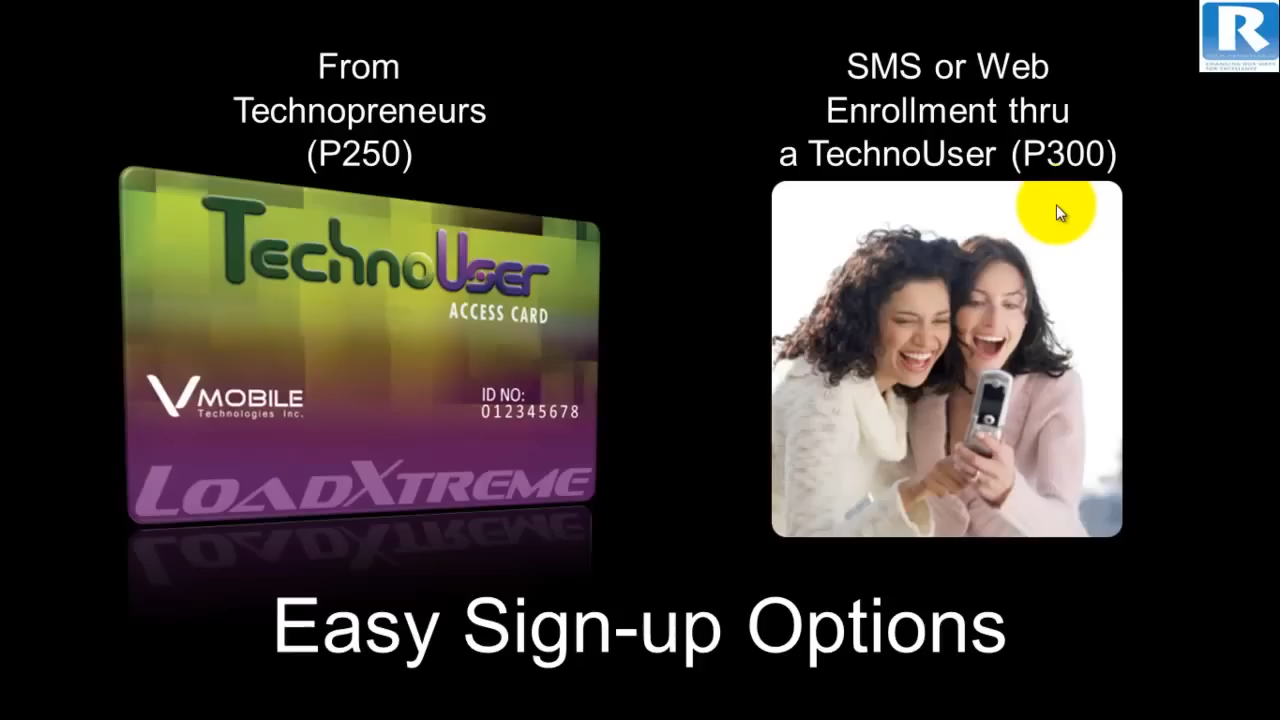 From
Technopreneurs
(P250)
SMS or Web
Enrollment thru
a TechnoUser (P300)
R
TechnoUser
ACCESS CARD
VMOBILE
Technologies Inc.
ID NO:
012345678
LOADXTREME
Easy Sign-up Options